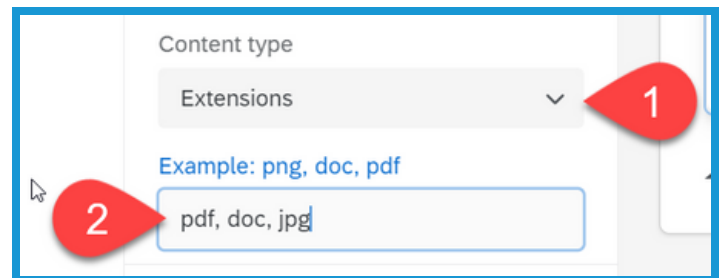 Content type
Extensions
1
Example: png, doc, pdf
2
pdf, doc, jpg